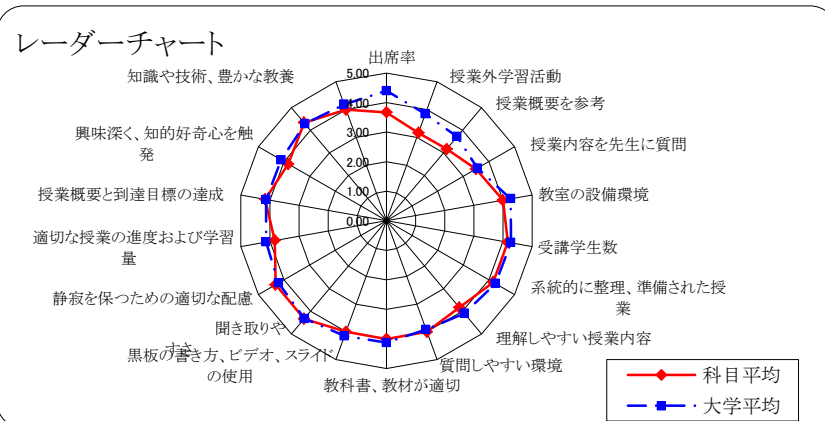 レーダーチャート
出席率
授業外学習活動
授業概要を参考
授業内容を先生に質問
教室の設備環境
受講学生数
系統的に整理、準備された授
業
理解しやすい授業内容
質問しやすい環境
教科書、教材が適切
黒板の書き方、ビデオ、スライド
の使用
聞き取りや
すさ
静寂を保つための適切な配慮
適切な授業の進度および学習
量
授業概要と到達目標の達成
興味深く、知的好奇心を触
発
知識や技術、豊かな教養
5.00
4.00
3.00
2.00
1.00
0.00
科目平均
大学平均